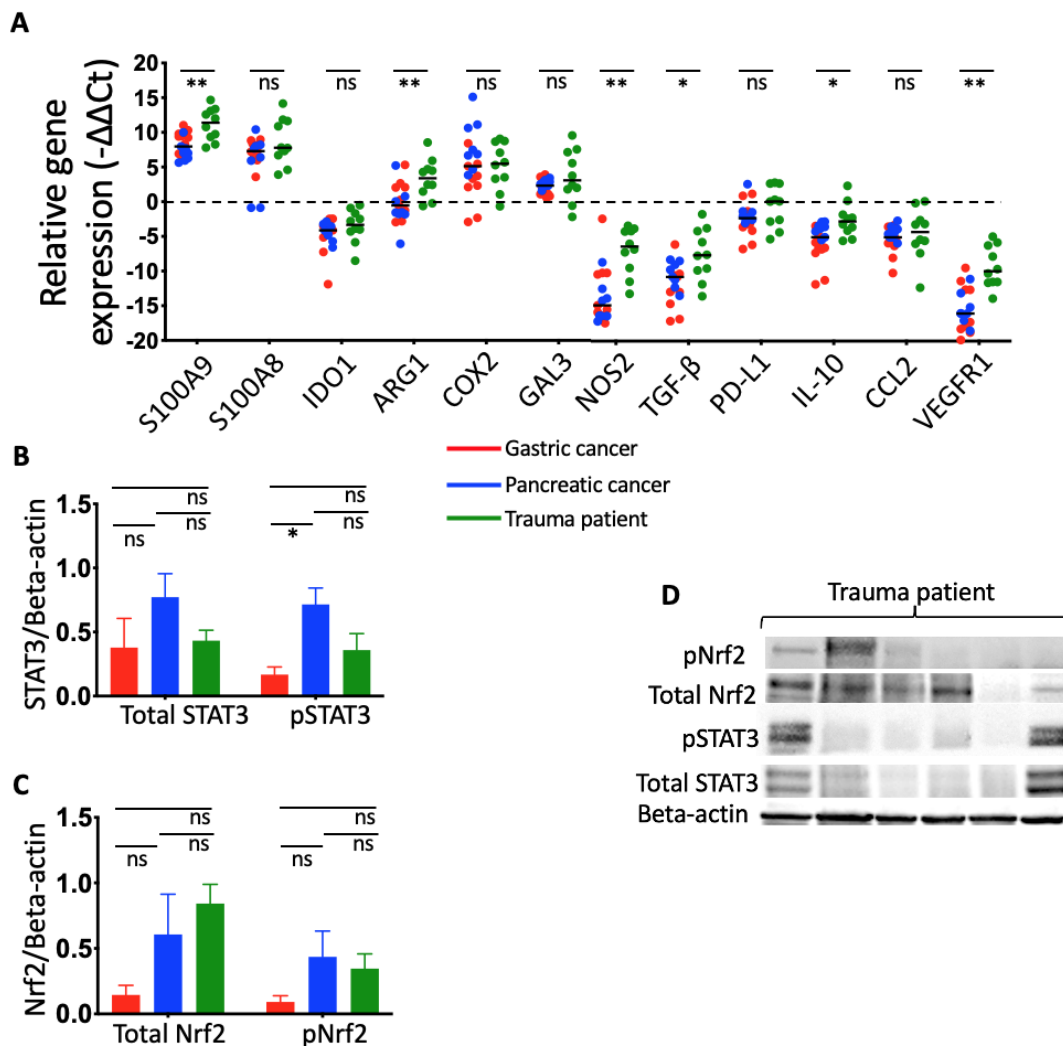 A
Relative gene
expression (-ΔΔCt)
20
15
10
5
0
-5
-10
-15
-20
** ns ns ** ns ns ** * ns * ns **
S100A9 S100A8 IDO1 ARG1 COX2 GAL3 NOS2 TGF-β PD-L1 IL-10 CCL2 VEGFR1
Gastric cancer
Pancreatic cancer
Trauma patient
B
STAT3/Beta-actin
1.5
1.0
0.5
0.0
ns ns
ns ns
ns *
Total STAT3 pSTAT3
C
Nrf2/Beta-actin
1.5
1.0
0.5
0.0
ns ns
ns ns
ns ns
Total Nrf2 pNrf2
D
Trauma patient
pNrf2
Total Nrf2
pSTAT3
Total STAT3
Beta-actin